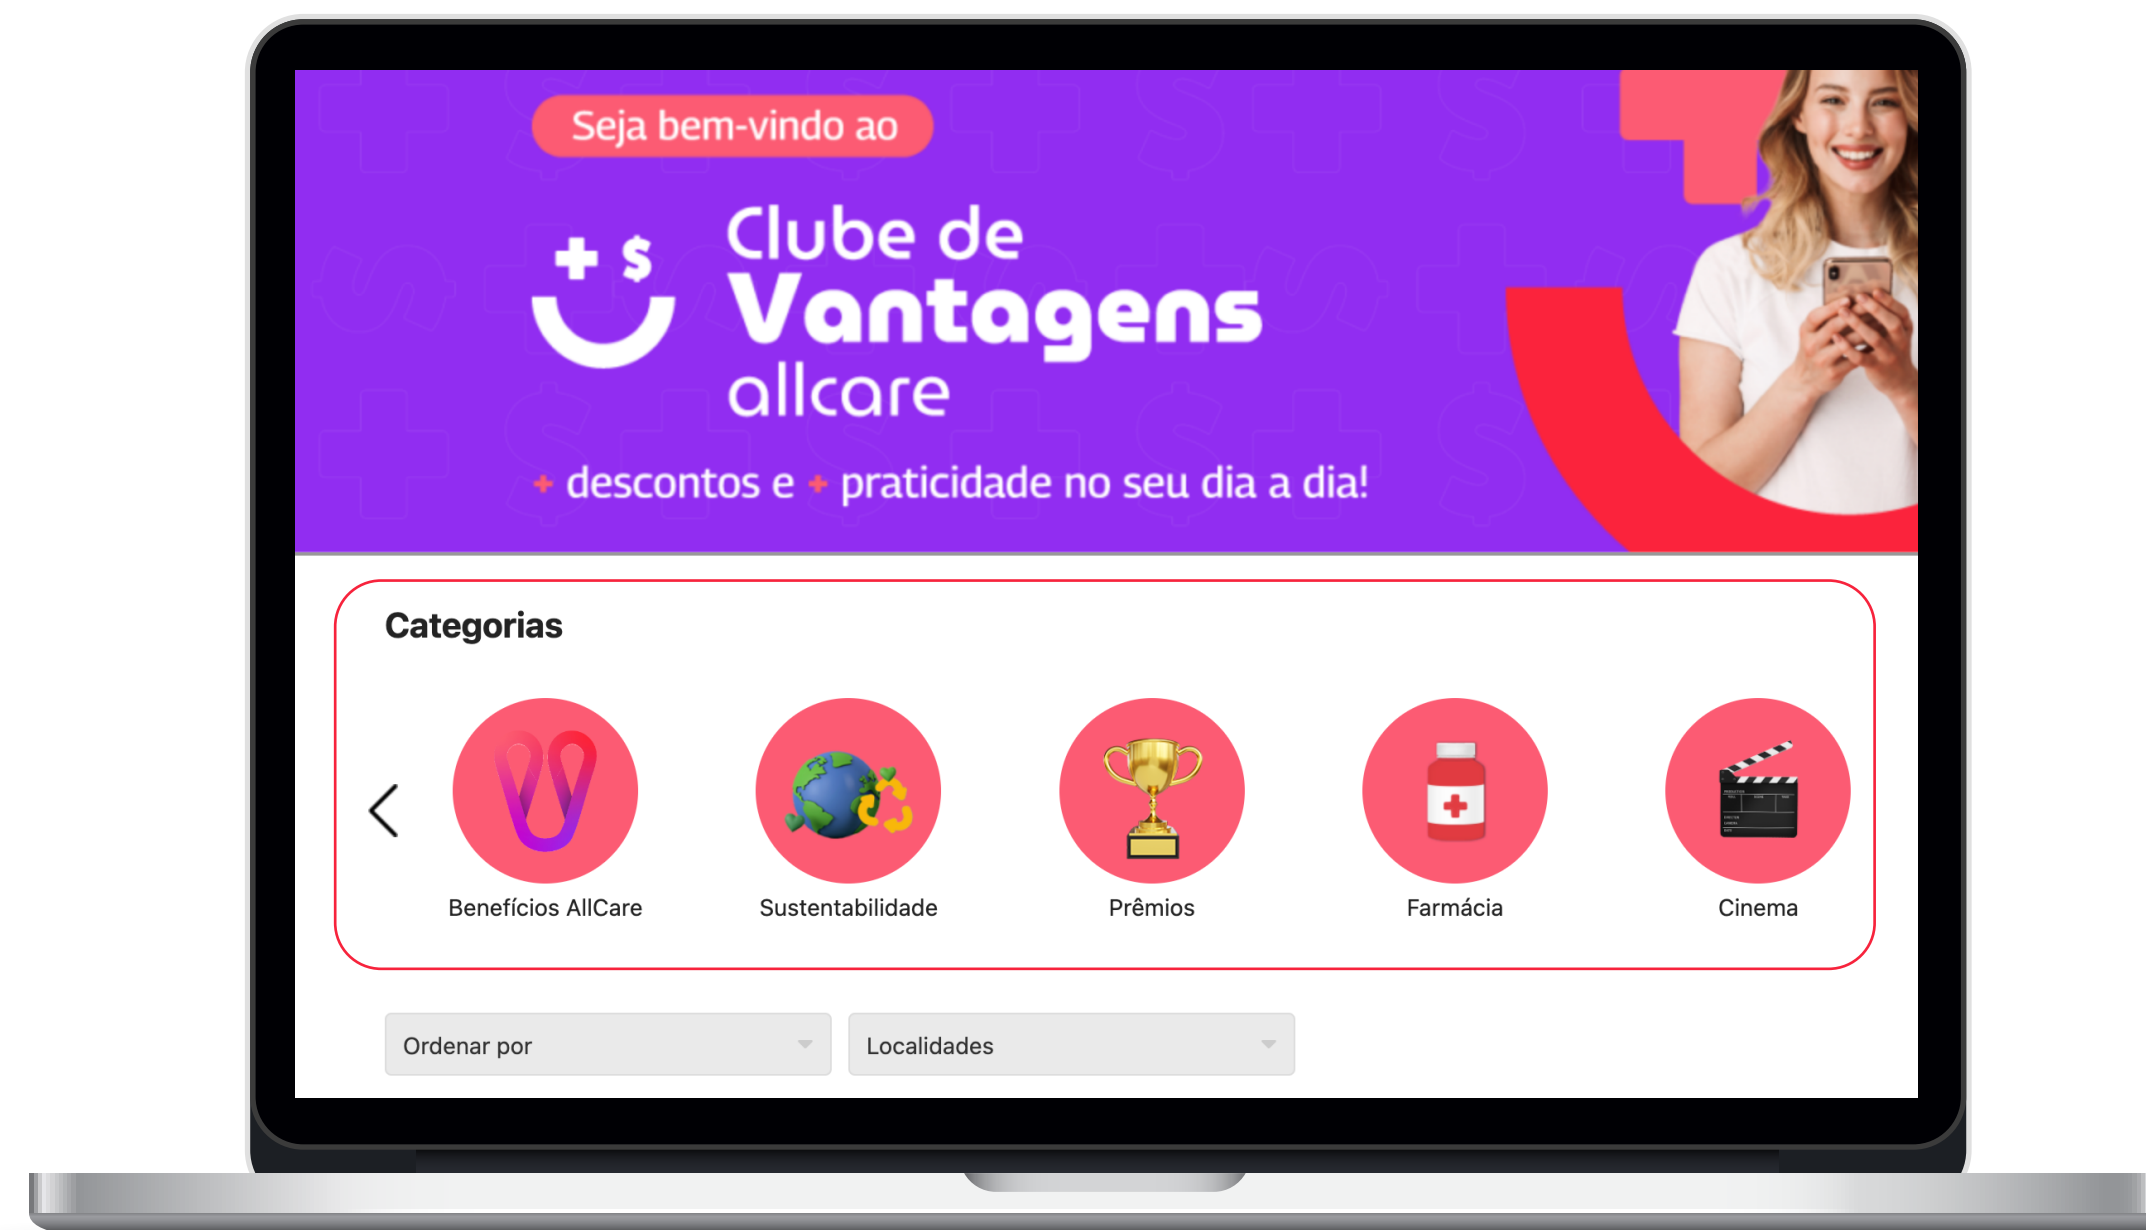 Seja bem-vindo ao
Clube de
Vantagens
allcare
+ descontos e + praticidade no seu dia a dia!
Categorias
Benefícios AllCare
Sustentabilidade
Prêmios
Farmácia
Cinema
Ordenar por
Localidades